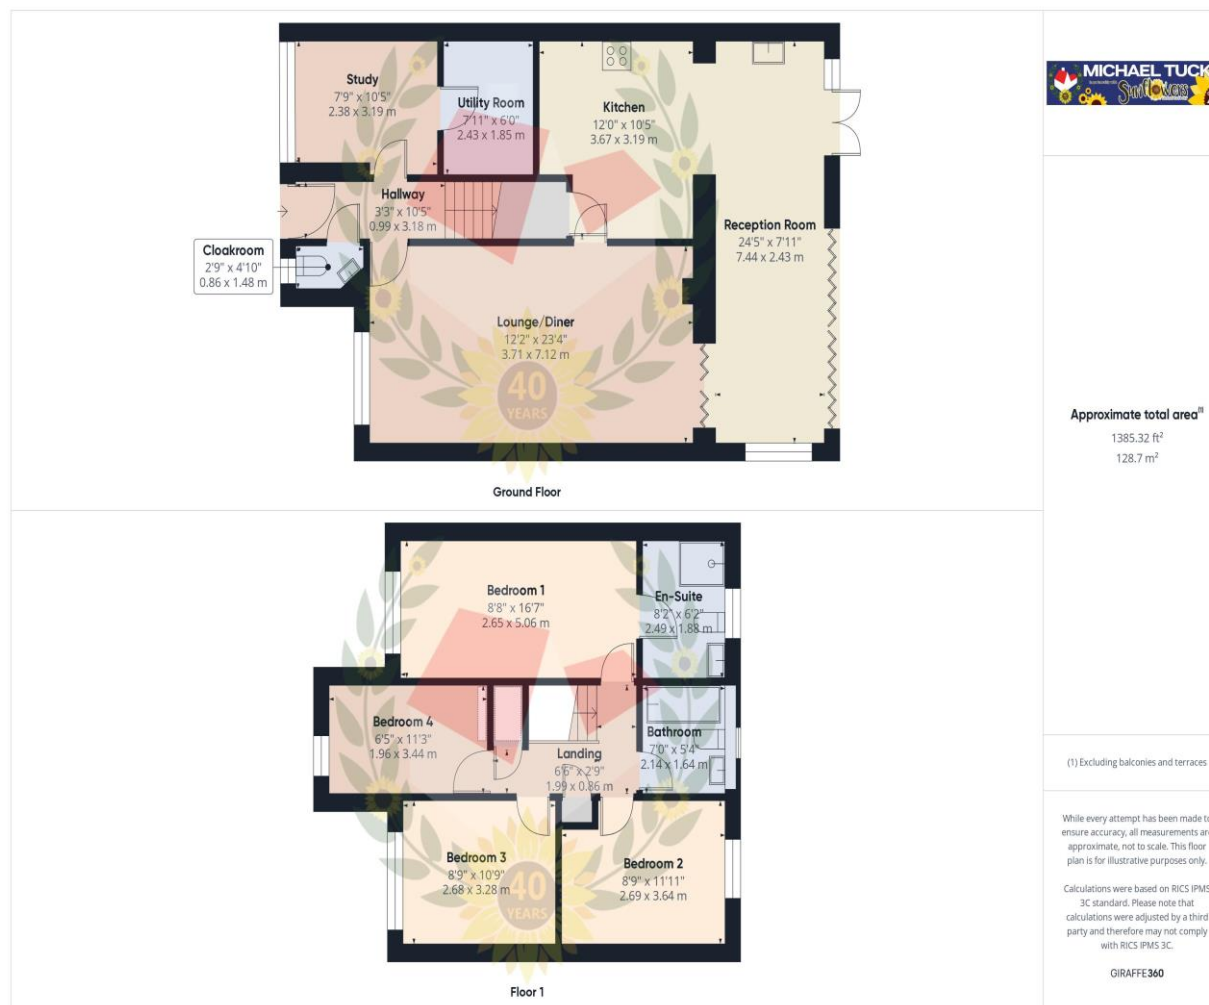 Study
7'9" x 10'5"
2.38 x 3.19 m
Utility Room
7'11" x 6'0"
2.43 x 1.85 m
Kitchen
12'0" x 10'5"
3.67 x 3.19 m
Hallway
3'3" x 10'5"
0.99 x 3.18 m
Reception Room
24'5" x 7'11"
7.44 x 2.43 m
Cloakroom
2'9" x 4'10"
0.86 x 1.48 m
Lounge/Diner
12'2" x 23'4"
3.71 x 7.12 m
40
YEARS
Ground Floor
Bedroom 1
8'8" x 16'7"
2.65 x 5.06 m
En-Suite
8'2" x 6'2"
2.49 x 1.88 m
Bedroom 4
6'5" x 11'3"
1.96 x 3.44 m
Landing
6'6" x 2'9"
1.99 x 0.86 m
Bathroom
7'0" x 5'4"
2.14 x 1.64 m
Bedroom 3
8'9" x 10'9"
2.68 x 3.28 m
Bedroom 2
8'9" x 11'11"
2.69 x 3.64 m
40
YEARS
Floor 1
MICHAEL TUCK
Sunflowers
Approximate total area(1)
1385.32 ft²
128.7 m²
(1) Excluding balconies and terraces
While every attempt has been made to
ensure accuracy, all measurements are
approximate, not to scale. This floor
plan is for illustrative purposes only.
Calculations were based on RICS IPMS
3C standard. Please note that
calculations were adjusted by a third
party and therefore may not comply
with RICS IPMS 3C.
GIRAFFE360